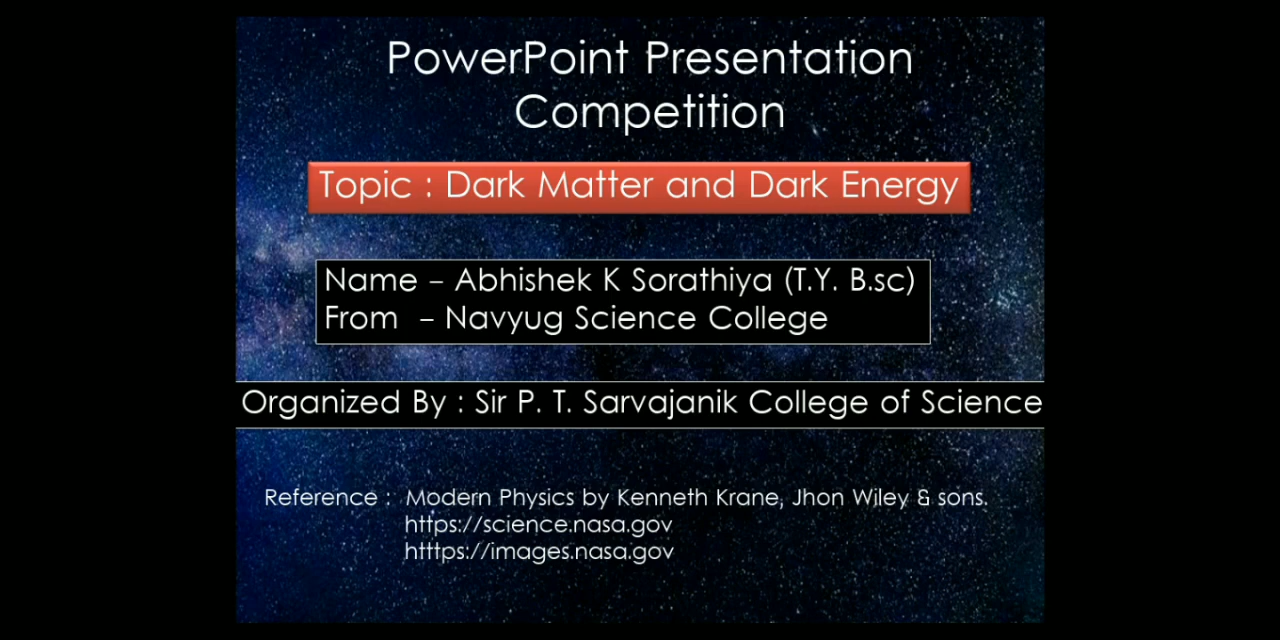 PowerPoint Presentation
Competition
Topic : Dark Matter and Dark Energy
Name – Abhishek K Sorathiya (T.Y. B.sc)
From – Navyug Science College
Organized By : Sir P. T. Sarvajanik College of Science
Reference : Modern Physics by Kenneth Krane, Jhon Wiley & sons.
https://science.nasa.gov
htttps://images.nasa.gov